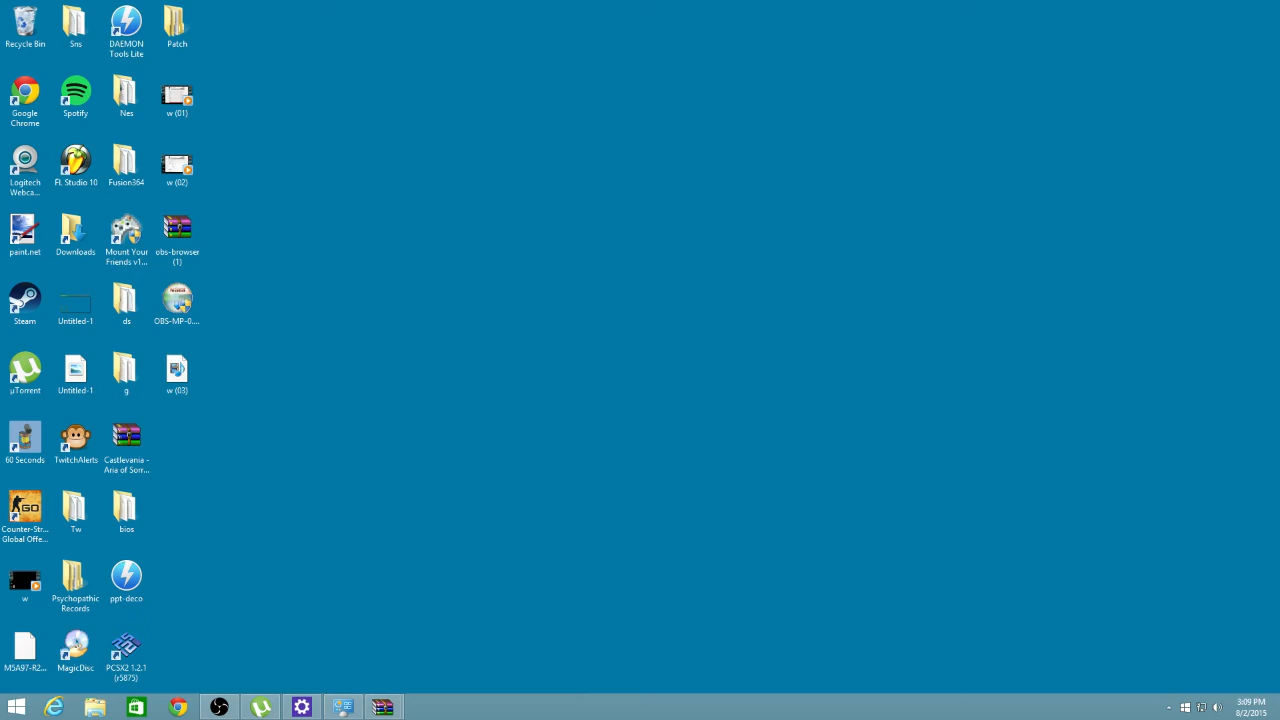 Recycle Bin
Sns
DAEMON
Tools Lite
Patch
Google
Chrome
Spotify
Nes
w (01)
Logitech
Webca...
FL Studio 10
Fusion364
w (02)
paint.net
Downloads
Mount Your
Friends v1...
obs-browser
(1)
Steam
Untitled-1
ds
OBS-MP-0....
µTorrent
Untitled-1
g
w (03)
60 Seconds
TwitchAlerts
Castlevania -
Aria of Sorr...
Counter-Str...
Global Offe...
GO
Tw
bios
w
Psychopathic
Records
ppt-deco
M5A97-R2...
MagicDisc
PCSX2 1.2.1
(r5875)
3:09 PM
8/2/2015